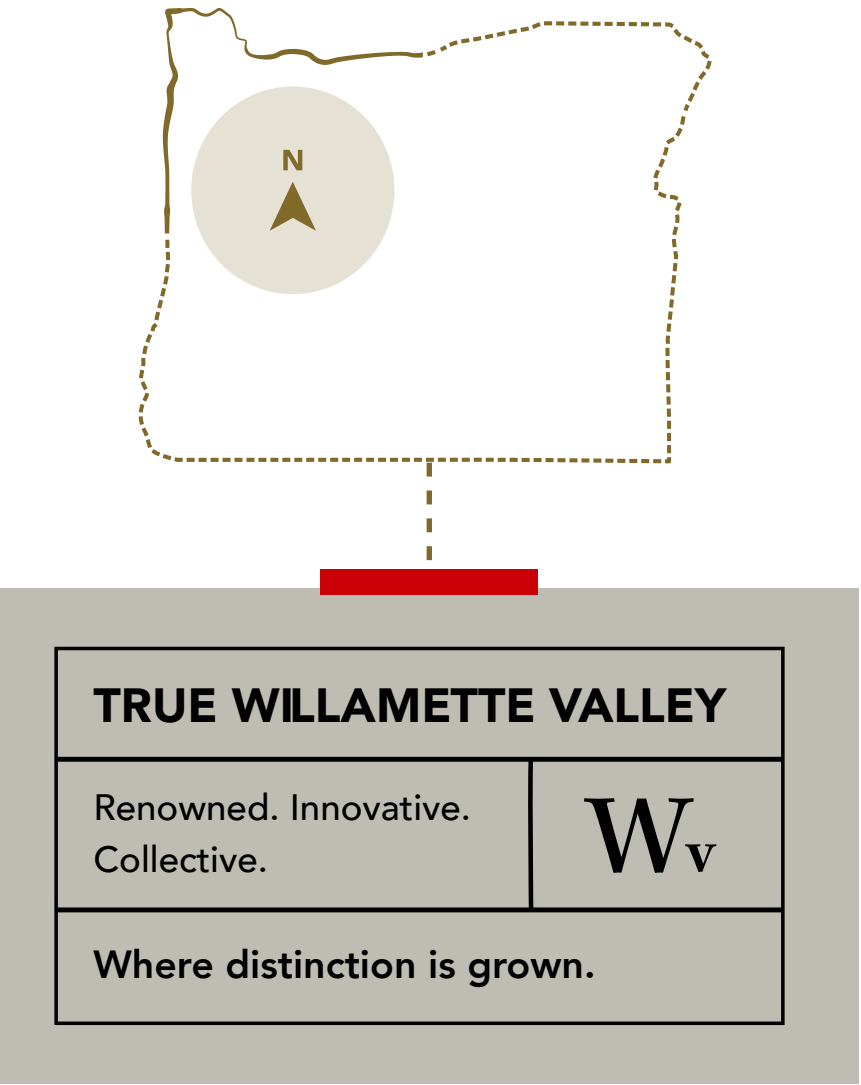 N
TRUE WILLAMETTE VALLEY
Renowned. Innovative.
Collective.
Wv
Where distinction is grown.